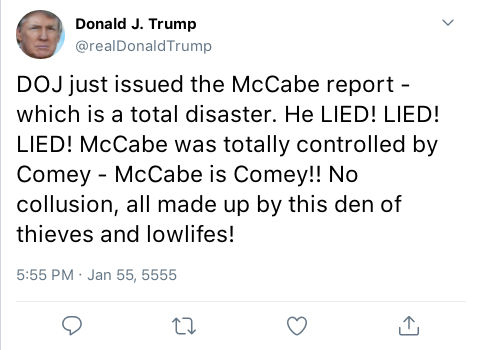 Donald J. Trump
@realDonaldTrump
DOJ just issued the McCabe report -
which is a total disaster. He LIED! LIED!
LIED! McCabe was totally controlled by
Comey - McCabe is Comey!! No
collusion, all made up by this den of
thieves and lowlifes!
5:55 PM · Jan 55, 5555